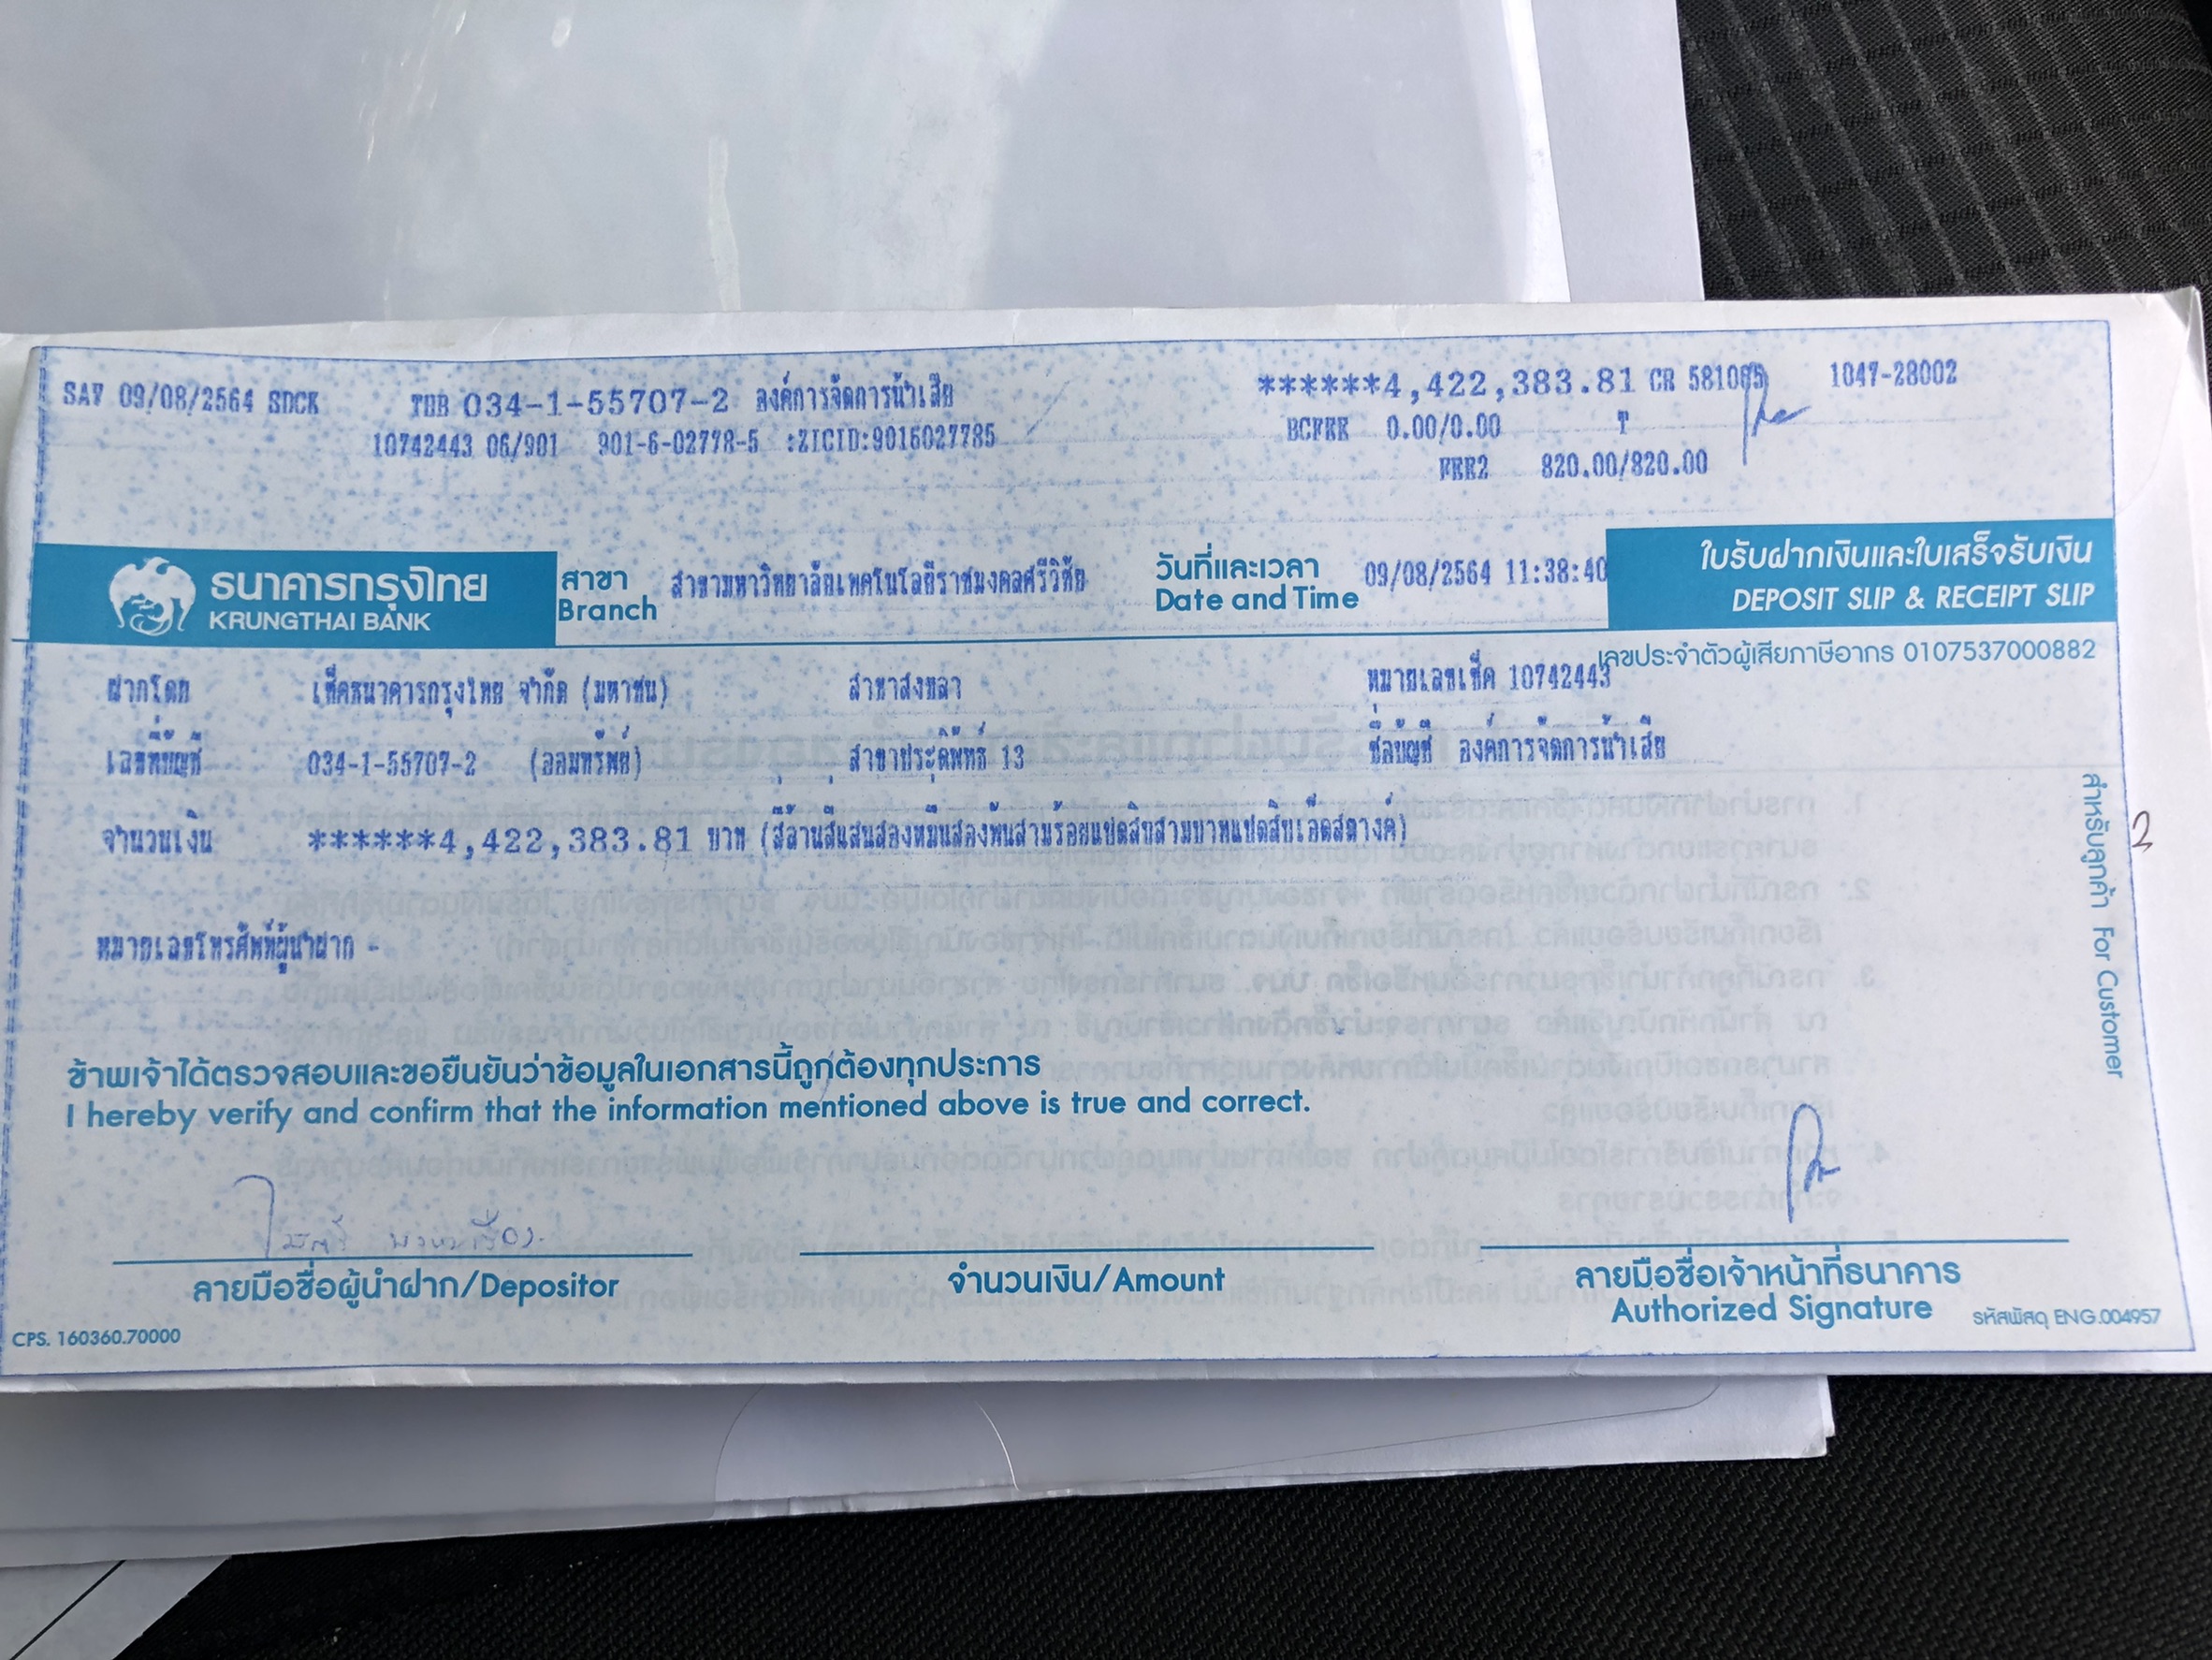 SAV 09/08/2564 SDCK TDB 034-1-55707-2 องค์การจัดการน้ำเสีย ******4,422,383.81 CR 1047-28002
10742443 06/901 901-6-02778-5 :ZICID:9016027785 BCFEE 0.00/0.00 T
FEE2 820.00/820.00
ธนาคารกรุงไทย
KRUNGTHAI BANK
สาขา
Branch
สาขามหาวิทยาลัยเทคโนโลยีราชมงคลศรีวิชัย
วันที่และเวลา
Date and Time
09/08/2564 11:38:40
ใบรับฝากเงินและใบเสร็จรับเงิน
DEPOSIT SLIP & RECEIPT SLIP
เลขประจำตัวผู้เสียภาษีอากร 0107537000882
ฝากโดย เช็คธนาคารกรุงไทย จำกัด (มหาชน) สาขาสงขลา หมายเลขเช็ค 10742443
เลขที่บัญชี 034-1-55707-2 (ออมทรัพย์) สาขาประดิพัทธ์ 13 ชื่อบัญชี องค์การจัดการน้ำเสีย
จำนวนเงิน ******4,422,383.81 บาท (สี่ล้านสี่แสนสองหมื่นสองพันสามร้อยแปดสิบสามบาทแปดสิบเอ็ดสตางค์)
หมายเลขโทรศัพท์ผู้นำฝาก -
สำหรับลูกค้า For Customer
2
ข้าพเจ้าได้ตรวจสอบและขอยืนยันว่าข้อมูลในเอกสารนี้ถูกต้องทุกประการ
I hereby verify and confirm that the information mentioned above is true and correct.
ลายมือชื่อผู้นำฝาก/Depositor
จำนวนเงิน/Amount
ลายมือชื่อเจ้าหน้าที่ธนาคาร
Authorized Signature
CPS. 160360.70000
รหัสพัสดุ ENG.004957